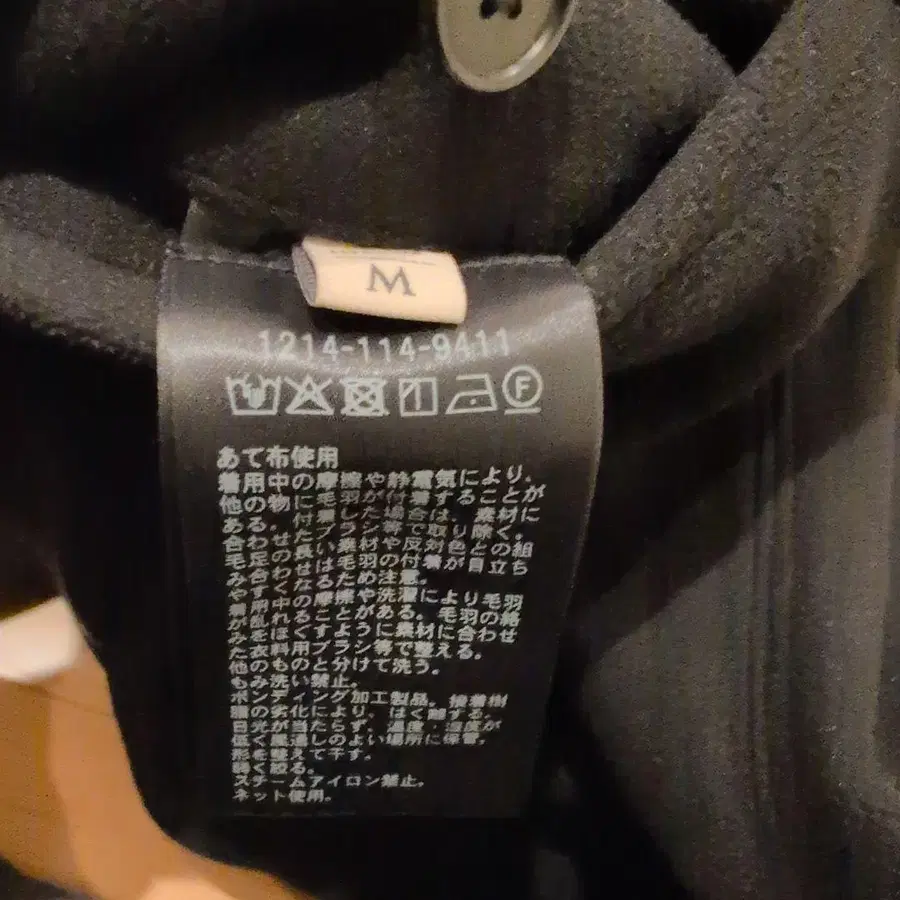 M
1214-114-9411
F
あて布使用
着用中の摩擦や静電気により、
他の物に毛羽が付着することが
ある。付着した場合は、素材に
合わせたブラシ等で取り除く。
毛足の長い素材や反対色との組
み合わせは毛羽の付着が目立ち
やすくなるため注意。
着用中の摩擦や洗濯により毛羽
が乱れることがある。毛羽の絡
みをほぐすように素材に合わせ
た衣料用ブラシ等で整える。
他のものと分けて洗う。
もみ洗い禁止。
ボンディング加工製品。接着樹
脂の劣化により、はく離する。
日光が当たらず、温度・湿度が
低く風通しのよい場所に保管。
形を整えて干す。
弱く絞る。
スチームアイロン禁止。
ネット使用。